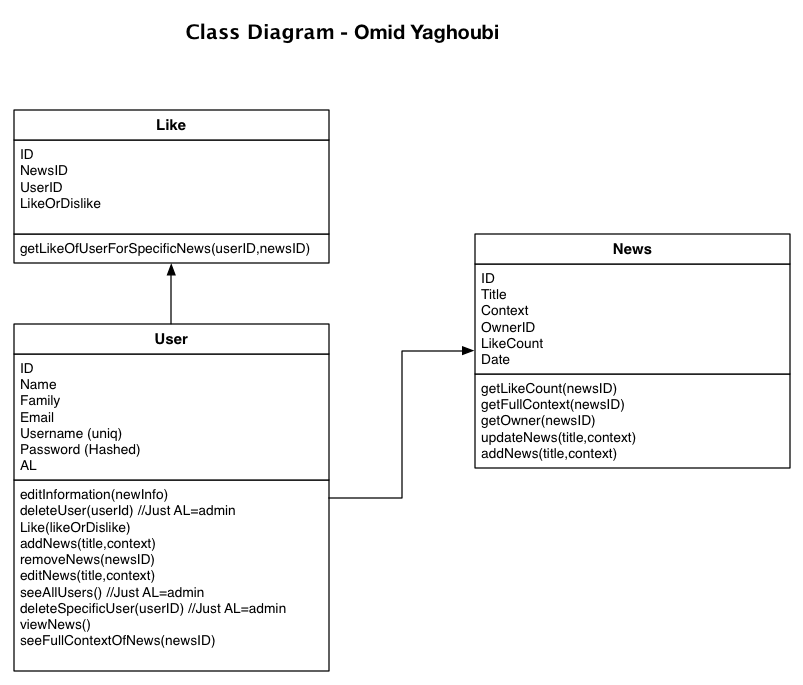 Class Diagram - Omid Yaghoubi
Like
ID
NewsID
UserID
LikeOrDislike
getLikeOfUserForSpecificNews(userID,newsID)
User
ID
Name
Family
Email
Username (uniq)
Password (Hashed)
AL
editInformation(newInfo)
deleteUser(userId) //Just AL=admin
Like(likeOrDislike)
addNews(title,context)
removeNews(newsID)
editNews(title,context)
seeAllUsers() //Just AL=admin
deleteSpecificUser(userID) //Just AL=admin
viewNews()
seeFullContextOfNews(newsID)
News
ID
Title
Context
OwnerID
LikeCount
Date
getLikeCount(newsID)
getFullContext(newsID)
getOwner(newsID)
updateNews(title,context)
addNews(title,context)